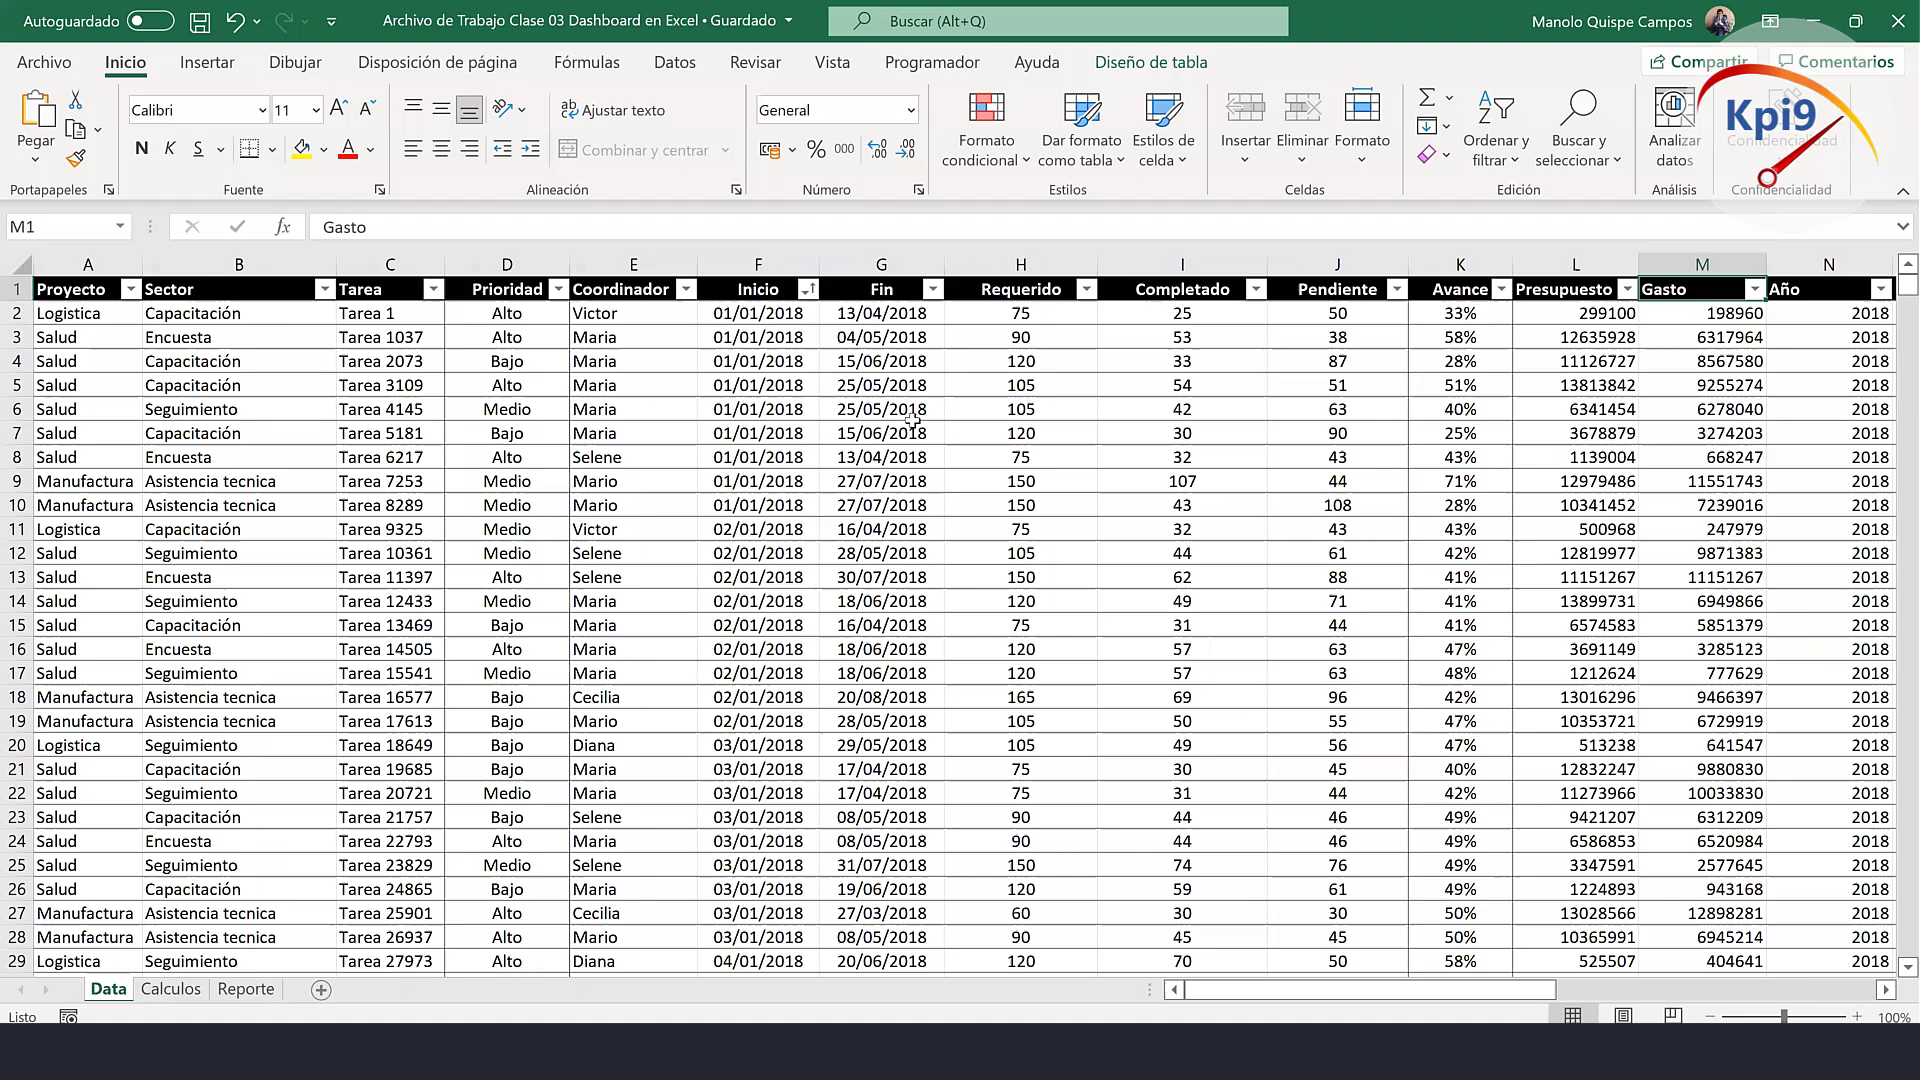 Autoguardado
Archivo de Trabajo Clase 03 Dashboard en Excel • Guardado
Buscar (Alt+Q)
Manolo Quispe Campos
Archivo Inicio Insertar Dibujar Disposición de página Fórmulas Datos Revisar Vista Programador Ayuda Diseño de tabla
Compartir Comentarios
Pegar
Calibri 11
N K S
Ajustar texto
Combinar y centrar
General
% 000
Formato condicional
Dar formato como tabla
Estilos de celda
Insertar Eliminar Formato
Ordenar y filtrar
Buscar y seleccionar
Analizar datos
Confidencialidad
Kpi9
Portapapeles Fuente Alineación Número Estilos Celdas Edición Análisis Confidencialidad
M1 fx Gasto
A B C D E F G H I J K L M N
1 Proyecto Sector Tarea Prioridad Coordinador Inicio Fin Requerido Completado Pendiente Avance Presupuesto Gasto Año
2 Logistica Capacitación Tarea 1 Alto Victor 01/01/2018 13/04/2018 75 25 50 33% 299100 198960 2018
3 Salud Encuesta Tarea 1037 Alto Maria 01/01/2018 04/05/2018 90 53 38 58% 12635928 6317964 2018
4 Salud Capacitación Tarea 2073 Bajo Maria 01/01/2018 15/06/2018 120 33 87 28% 11126727 8567580 2018
5 Salud Capacitación Tarea 3109 Alto Maria 01/01/2018 25/05/2018 105 54 51 51% 13813842 9255274 2018
6 Salud Seguimiento Tarea 4145 Medio Maria 01/01/2018 25/05/2018 105 42 63 40% 6341454 6278040 2018
7 Salud Capacitación Tarea 5181 Bajo Maria 01/01/2018 15/06/2018 120 30 90 25% 3678879 3274203 2018
8 Salud Encuesta Tarea 6217 Alto Selene 01/01/2018 13/04/2018 75 32 43 43% 1139004 668247 2018
9 Manufactura Asistencia tecnica Tarea 7253 Medio Mario 01/01/2018 27/07/2018 150 107 44 71% 12979486 11551743 2018
10 Manufactura Asistencia tecnica Tarea 8289 Medio Mario 01/01/2018 27/07/2018 150 43 108 28% 10341452 7239016 2018
11 Logistica Capacitación Tarea 9325 Medio Victor 02/01/2018 16/04/2018 75 32 43 43% 500968 247979 2018
12 Salud Seguimiento Tarea 10361 Medio Selene 02/01/2018 28/05/2018 105 44 61 42% 12819977 9871383 2018
13 Salud Encuesta Tarea 11397 Alto Selene 02/01/2018 30/07/2018 150 62 88 41% 11151267 11151267 2018
14 Salud Seguimiento Tarea 12433 Medio Maria 02/01/2018 18/06/2018 120 49 71 41% 13899731 6949866 2018
15 Salud Capacitación Tarea 13469 Bajo Maria 02/01/2018 16/04/2018 75 31 44 41% 6574583 5851379 2018
16 Salud Encuesta Tarea 14505 Alto Maria 02/01/2018 18/06/2018 120 57 63 47% 3691149 3285123 2018
17 Salud Seguimiento Tarea 15541 Medio Maria 02/01/2018 18/06/2018 120 57 63 48% 1212624 777629 2018
18 Manufactura Asistencia tecnica Tarea 16577 Bajo Cecilia 02/01/2018 20/08/2018 165 69 96 42% 13016296 9466397 2018
19 Manufactura Asistencia tecnica Tarea 17613 Bajo Mario 02/01/2018 28/05/2018 105 50 55 47% 10353721 6729919 2018
20 Logistica Seguimiento Tarea 18649 Bajo Diana 03/01/2018 29/05/2018 105 49 56 47% 513238 641547 2018
21 Salud Capacitación Tarea 19685 Bajo Maria 03/01/2018 17/04/2018 75 30 45 40% 12832247 9880830 2018
22 Salud Seguimiento Tarea 20721 Medio Maria 03/01/2018 17/04/2018 75 31 44 42% 11273966 10033830 2018
23 Salud Capacitación Tarea 21757 Bajo Selene 03/01/2018 08/05/2018 90 44 46 49% 9421207 6312209 2018
24 Salud Encuesta Tarea 22793 Alto Maria 03/01/2018 08/05/2018 90 44 46 49% 6586853 6520984 2018
25 Salud Seguimiento Tarea 23829 Medio Selene 03/01/2018 31/07/2018 150 74 76 49% 3347591 2577645 2018
26 Salud Capacitación Tarea 24865 Bajo Maria 03/01/2018 19/06/2018 120 59 61 49% 1224893 943168 2018
27 Manufactura Asistencia tecnica Tarea 25901 Alto Cecilia 03/01/2018 27/03/2018 60 30 30 50% 13028566 12898281 2018
28 Manufactura Asistencia tecnica Tarea 26937 Alto Mario 03/01/2018 08/05/2018 90 45 45 50% 10365991 6945214 2018
29 Logistica Seguimiento Tarea 27973 Alto Diana 04/01/2018 20/06/2018 120 70 50 58% 525507 404641 2018
Data Calculos Reporte
Listo
100%